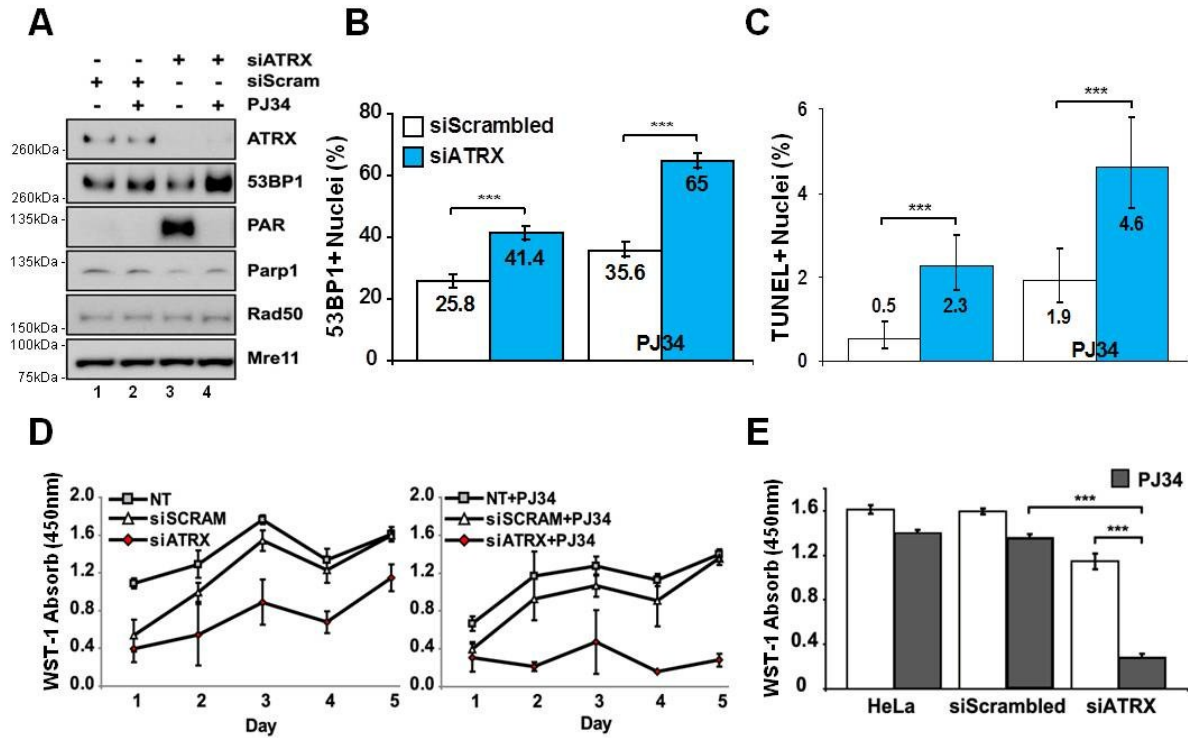 A
- - + + siATRX
+ + - - siScram
- + - + PJ34
260kDa ATRX
260kDa 53BP1
135kDa PAR
135kDa Parp1
150kDa Rad50
100kDa
75kDa Mre11
1 2 3 4
B
53BP1+Nuclei (%)
80
60
40
20
0
siScrambled
siATRX
***
***
25.8
41.4
35.6
65
PJ34
C
TUNEL+ Nuclei (%)
6
4
2
0
***
***
0.5
2.3
1.9
4.6
PJ34
D
WST-1 Absorb (450nm)
2.0
1.6
1.2
0.8
0.4
0.0
NT
siSCRAM
siATRX
1 2 3 4 5
Day
2.0
1.6
1.2
0.8
0.4
0.0
NT+PJ34
siSCRAM+PJ34
siATRX+PJ34
1 2 3 4 5
Day
E
WST-1 Absorb (450nm)
1.6
1.2
0.8
0.4
0
PJ34
***
***
HeLa siScrambled siATRX